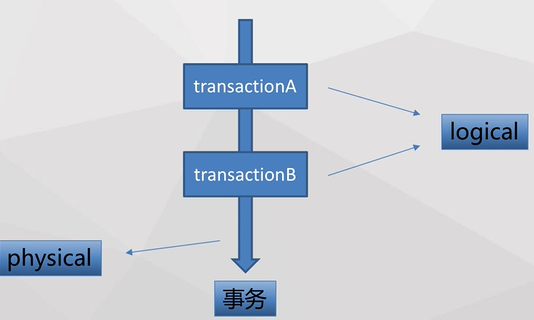 transactionA
logical
transactionB
physical
事务